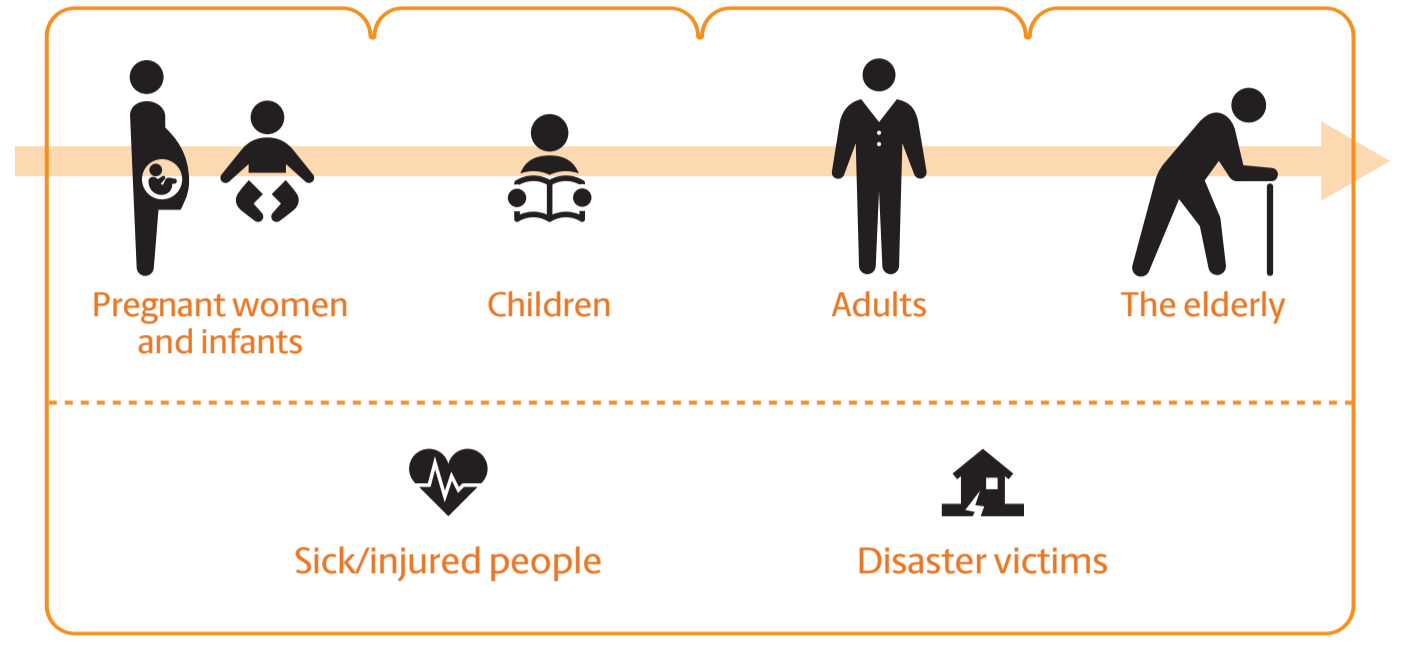 Pregnant women
and infants
Children
Adults
The elderly
Sick/injured people
Disaster victims